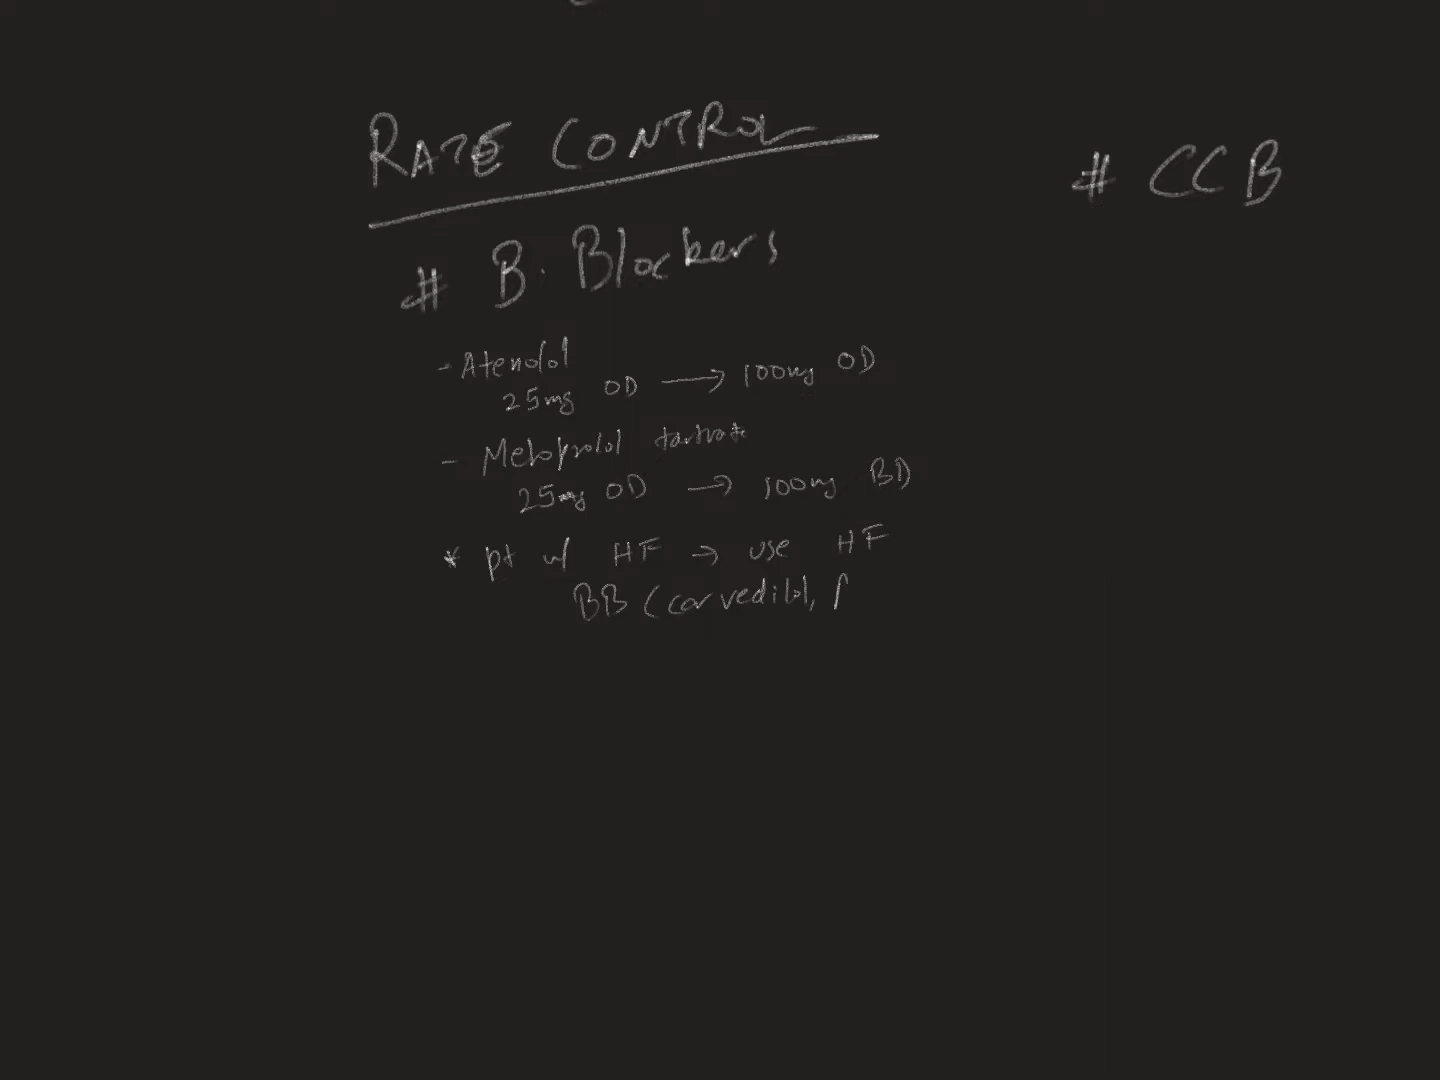 RATE CONTROL
# B. Blockers
- Atenolol
25mg OD → 100mg OD
- Metoprolol tartrate
25mg OD → 100mg BD
* pt w/ HF → use HF
BB (carvedilol,
# CCB